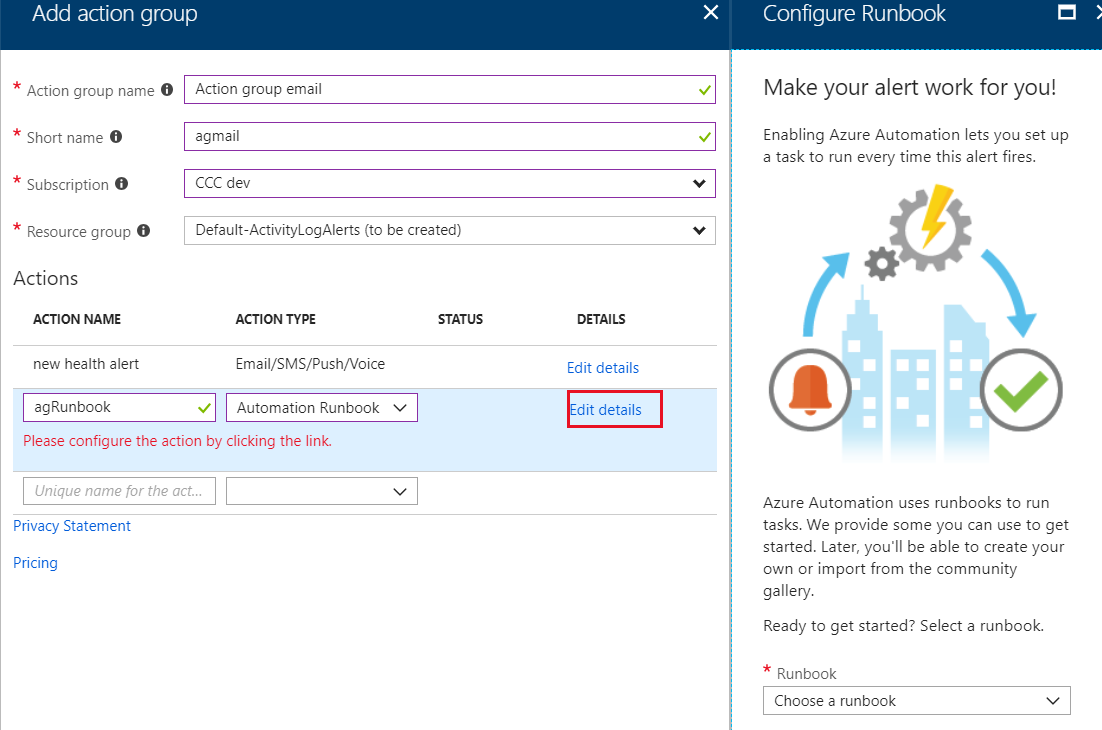 Add action group
* Action group name
Action group email
* Short name
agmail
* Subscription
CCC dev
* Resource group
Default-ActivityLogAlerts (to be created)
Actions
ACTION NAME ACTION TYPE STATUS DETAILS
new health alert Email/SMS/Push/Voice Edit details
agRunbook Automation Runbook Edit details
Please configure the action by clicking the link.
Unique name for the act...
Privacy Statement
Pricing
Configure Runbook
Make your alert work for you!
Enabling Azure Automation lets you set up
a task to run every time this alert fires.
Azure Automation uses runbooks to run
tasks. We provide some you can use to get
started. Later, you'll be able to create your
own or import from the community
gallery.
Ready to get started? Select a runbook.
* Runbook
Choose a runbook